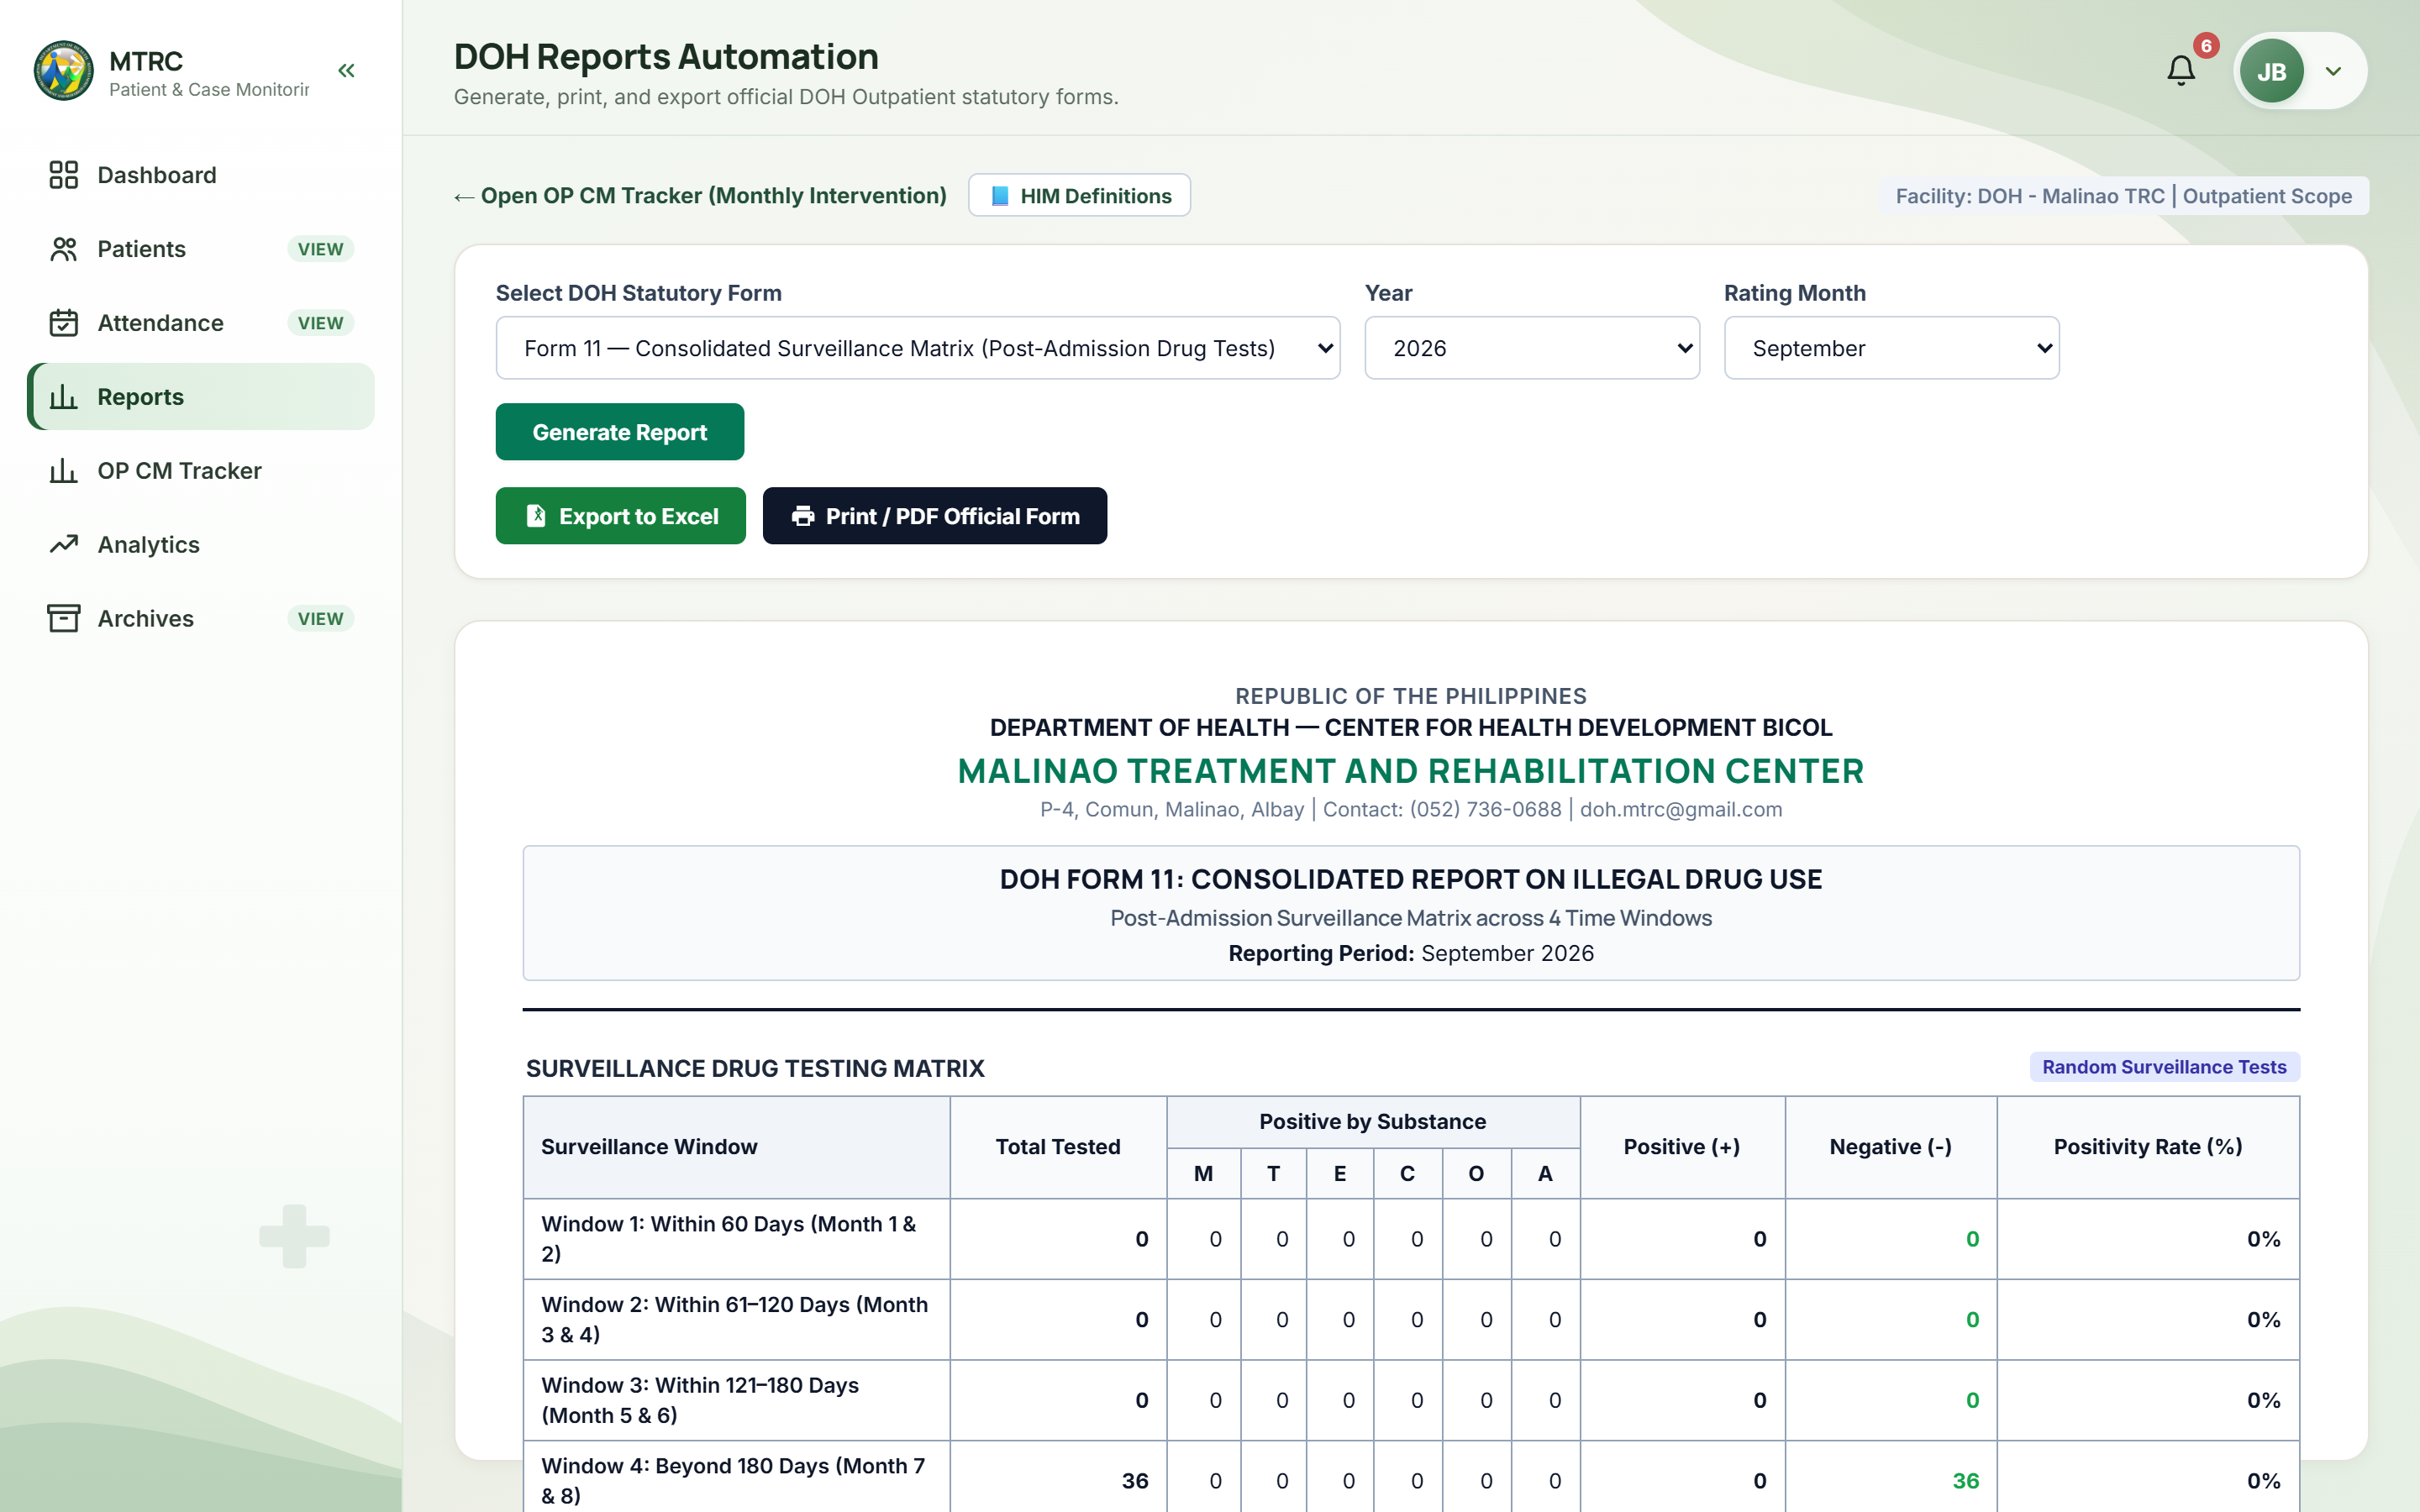 MTRC
Patient & Case Monitorin
Dashboard
Patients VIEW
Attendance VIEW
Reports
OP CM Tracker
Analytics
Archives VIEW
DOH Reports Automation
Generate, print, and export official DOH Outpatient statutory forms.
6
JB
← Open OP CM Tracker (Monthly Intervention)
HIM Definitions
Facility: DOH - Malinao TRC | Outpatient Scope
Select DOH Statutory Form Year Rating Month
Form 11 — Consolidated Surveillance Matrix (Post-Admission Drug Tests) 2026 September
Generate Report
Export to Excel Print / PDF Official Form
REPUBLIC OF THE PHILIPPINES
DEPARTMENT OF HEALTH — CENTER FOR HEALTH DEVELOPMENT BICOL
MALINAO TREATMENT AND REHABILITATION CENTER
P-4, Comun, Malinao, Albay | Contact: (052) 736-0688 | doh.mtrc@gmail.com
DOH FORM 11: CONSOLIDATED REPORT ON ILLEGAL DRUG USE
Post-Admission Surveillance Matrix across 4 Time Windows
Reporting Period: September 2026
SURVEILLANCE DRUG TESTING MATRIX Random Surveillance Tests
Surveillance Window Total Tested Positive by Substance Positive (+) Negative (-) Positivity Rate (%)
M T E C O A
Window 1: Within 60 Days (Month 1 &
2) 0 0 0 0 0 0 0 0 0 0%
Window 2: Within 61–120 Days (Month
3 & 4) 0 0 0 0 0 0 0 0 0 0%
Window 3: Within 121–180 Days
(Month 5 & 6) 0 0 0 0 0 0 0 0 0 0%
Window 4: Beyond 180 Days (Month 7
& 8) 36 0 0 0 0 0 0 0 36 0%